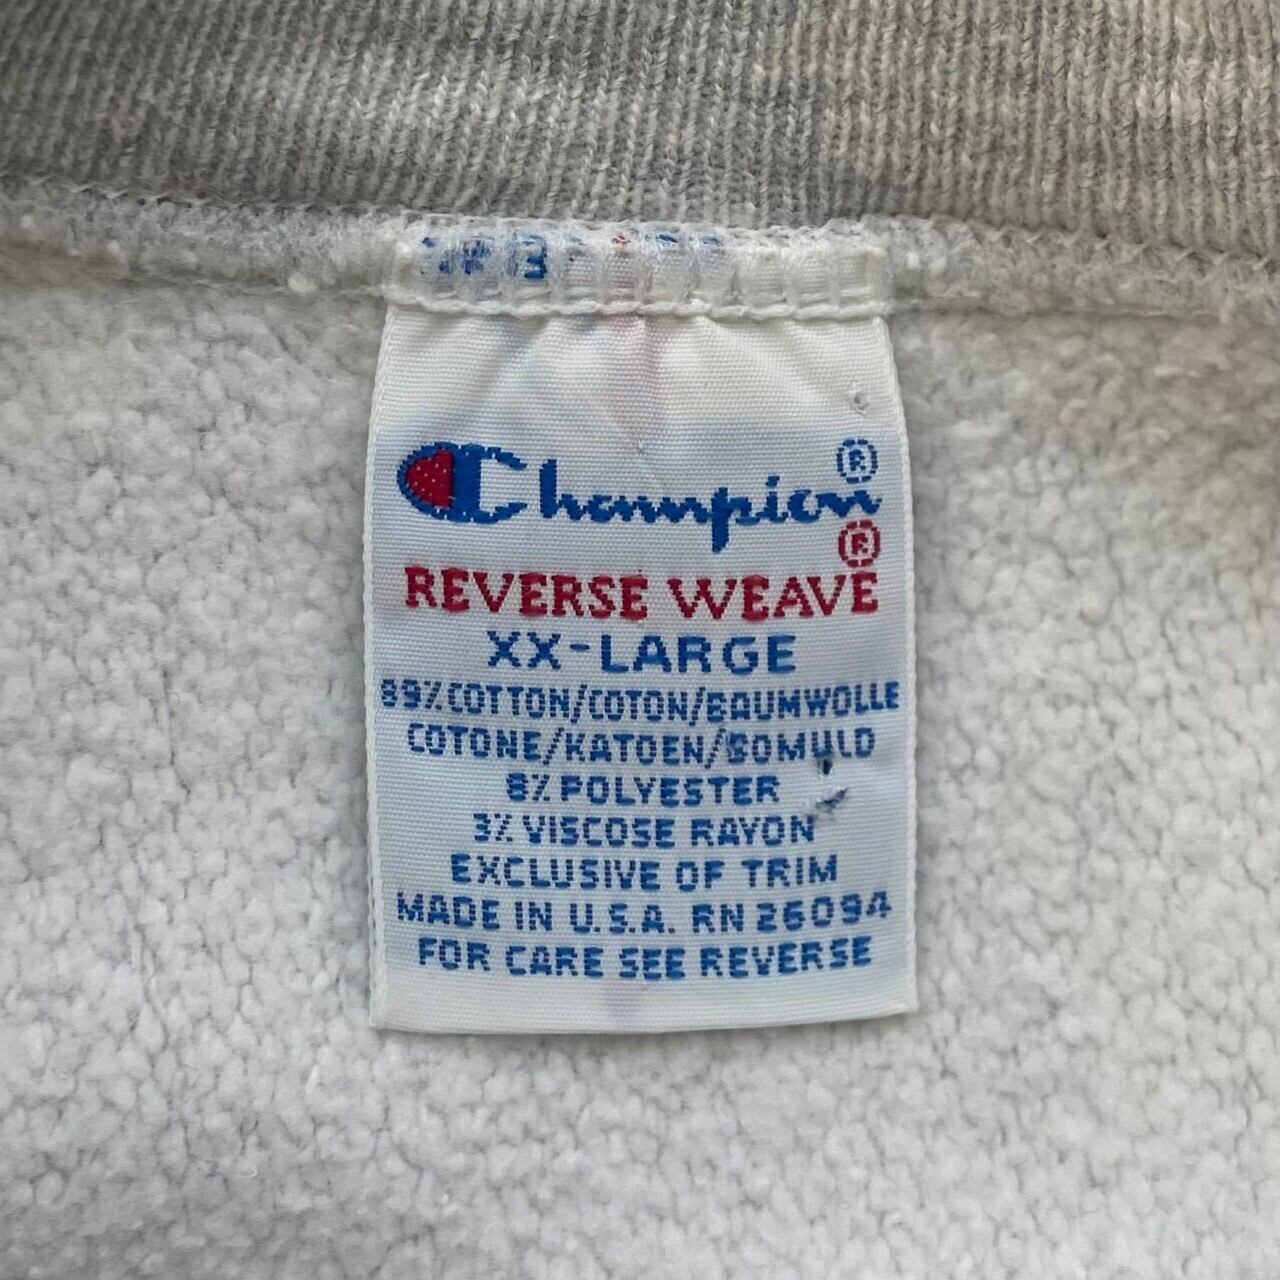 Champion®
®
REVERSE WEAVE
XX-LARGE
89% COTTON/COTON/BAUMWOLLE
COTONE/KATOEN/BOMULD
8% POLYESTER
3% VISCOSE RAYON
EXCLUSIVE OF TRIM
MADE IN U.S.A. RN 26094
FOR CARE SEE REVERSE